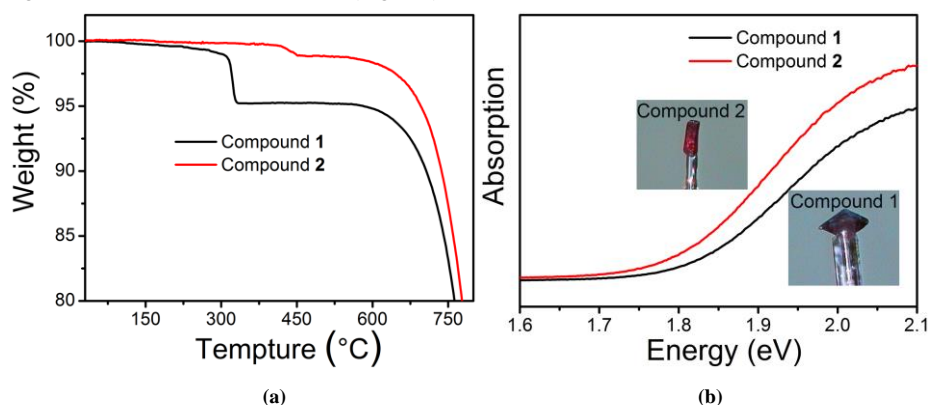 100
95
90
85
80
Weight (%)
Compound 1
Compound 2
150 300 450 600 750
Tempture (°C)
(a)
Absorption
Compound 1
Compound 2
Compound 2
Compound 1
1.6 1.7 1.8 1.9 2.0 2.1
Energy (eV)
(b)